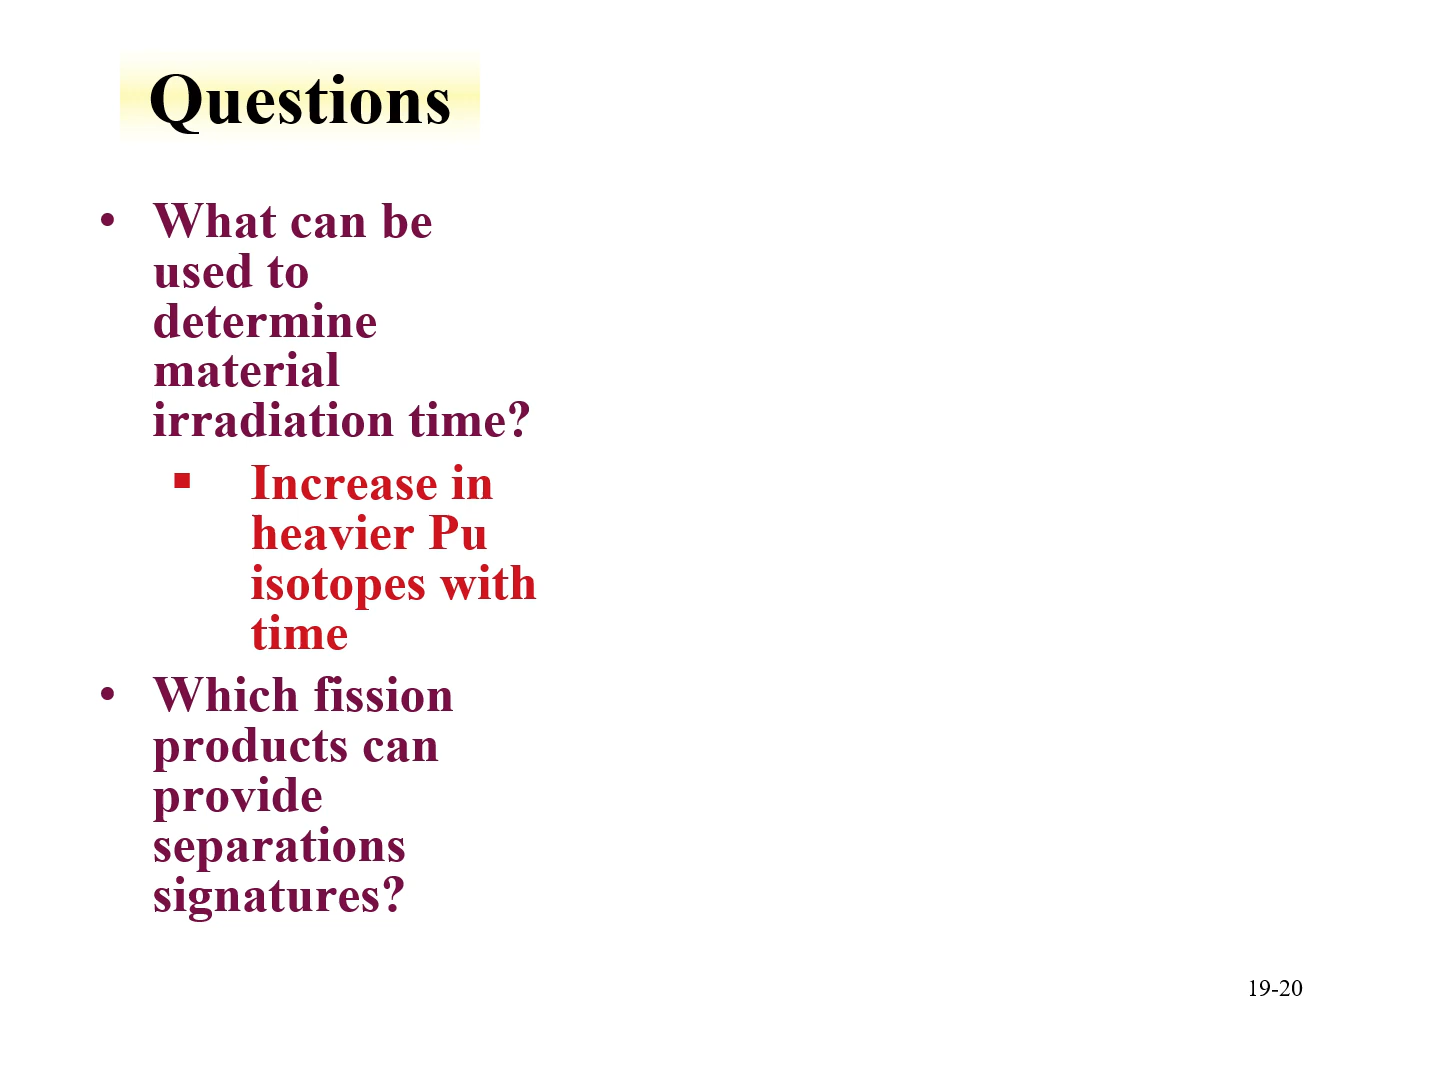 Questions
• What can be
used to
determine
material
irradiation time?
▪ Increase in
heavier Pu
isotopes with
time
• Which fission
products can
provide
separations
signatures?
19-20